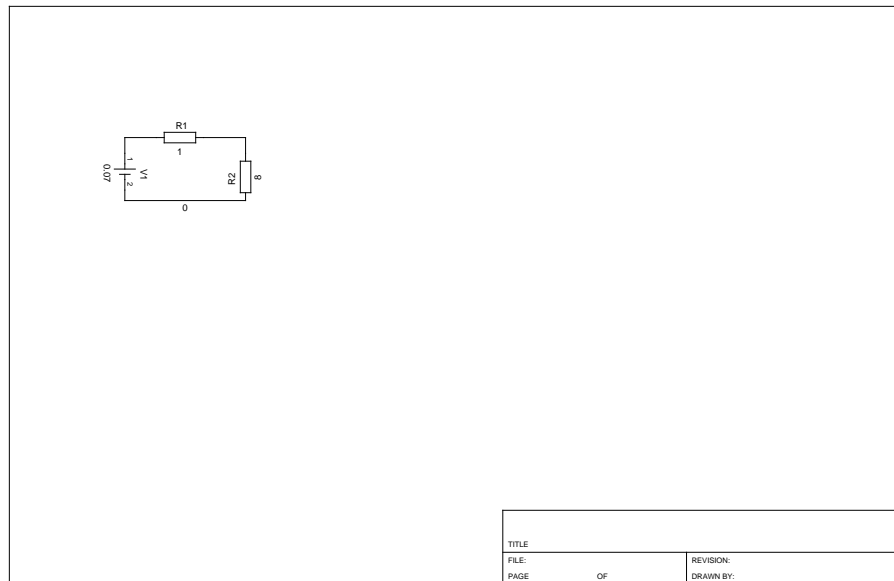 R1
1
1
0.07
V1
2
R2
8
0
TITLE
FILE:
REVISION:
PAGE OF
DRAWN BY: